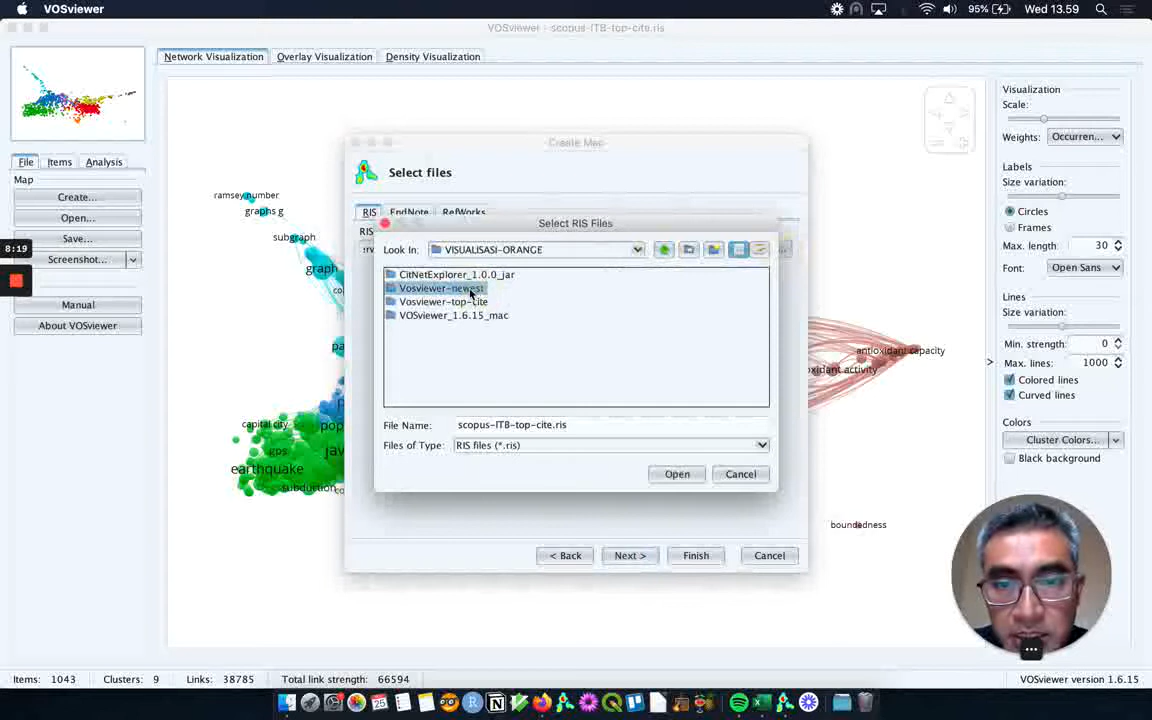 VOSviewer
95%
Wed 13.59
VOSviewer - scopus-ITB-top-cite.ris
Network Visualization
Overlay Visualization
Density Visualization
File
Items
Analysis
Map
Create...
Open...
Save...
Screenshot...
Manual
About VOSviewer
8:19
ramsey number
graphs g
subgraph
graph
capital city
gps
earthquake
subduction
antioxidant capacity
oxidant activity
boundedness
Create Map
Select files
RIS
EndNote
RefWorks
RIS
Select RIS Files
Look In:
VISUALISASI-ORANGE
CitNetExplorer_1.0.0_jar
Vosviewer-newest
Vosviewer-top-cite
VOSviewer_1.6.15_mac
File Name:
scopus-ITB-top-cite.ris
Files of Type:
RIS files (*.ris)
Open
Cancel
< Back
Next >
Finish
Cancel
Visualization
Scale:
Weights:
Occurren...
Labels
Size variation:
Circles
Frames
Max. length:
30
Font:
Open Sans
Lines
Size variation:
Min. strength:
0
Max. lines:
1000
Colored lines
Curved lines
Colors
Cluster Colors...
Black background
Items: 1043
Clusters: 9
Links: 38785
Total link strength: 66594
VOSviewer version 1.6.15